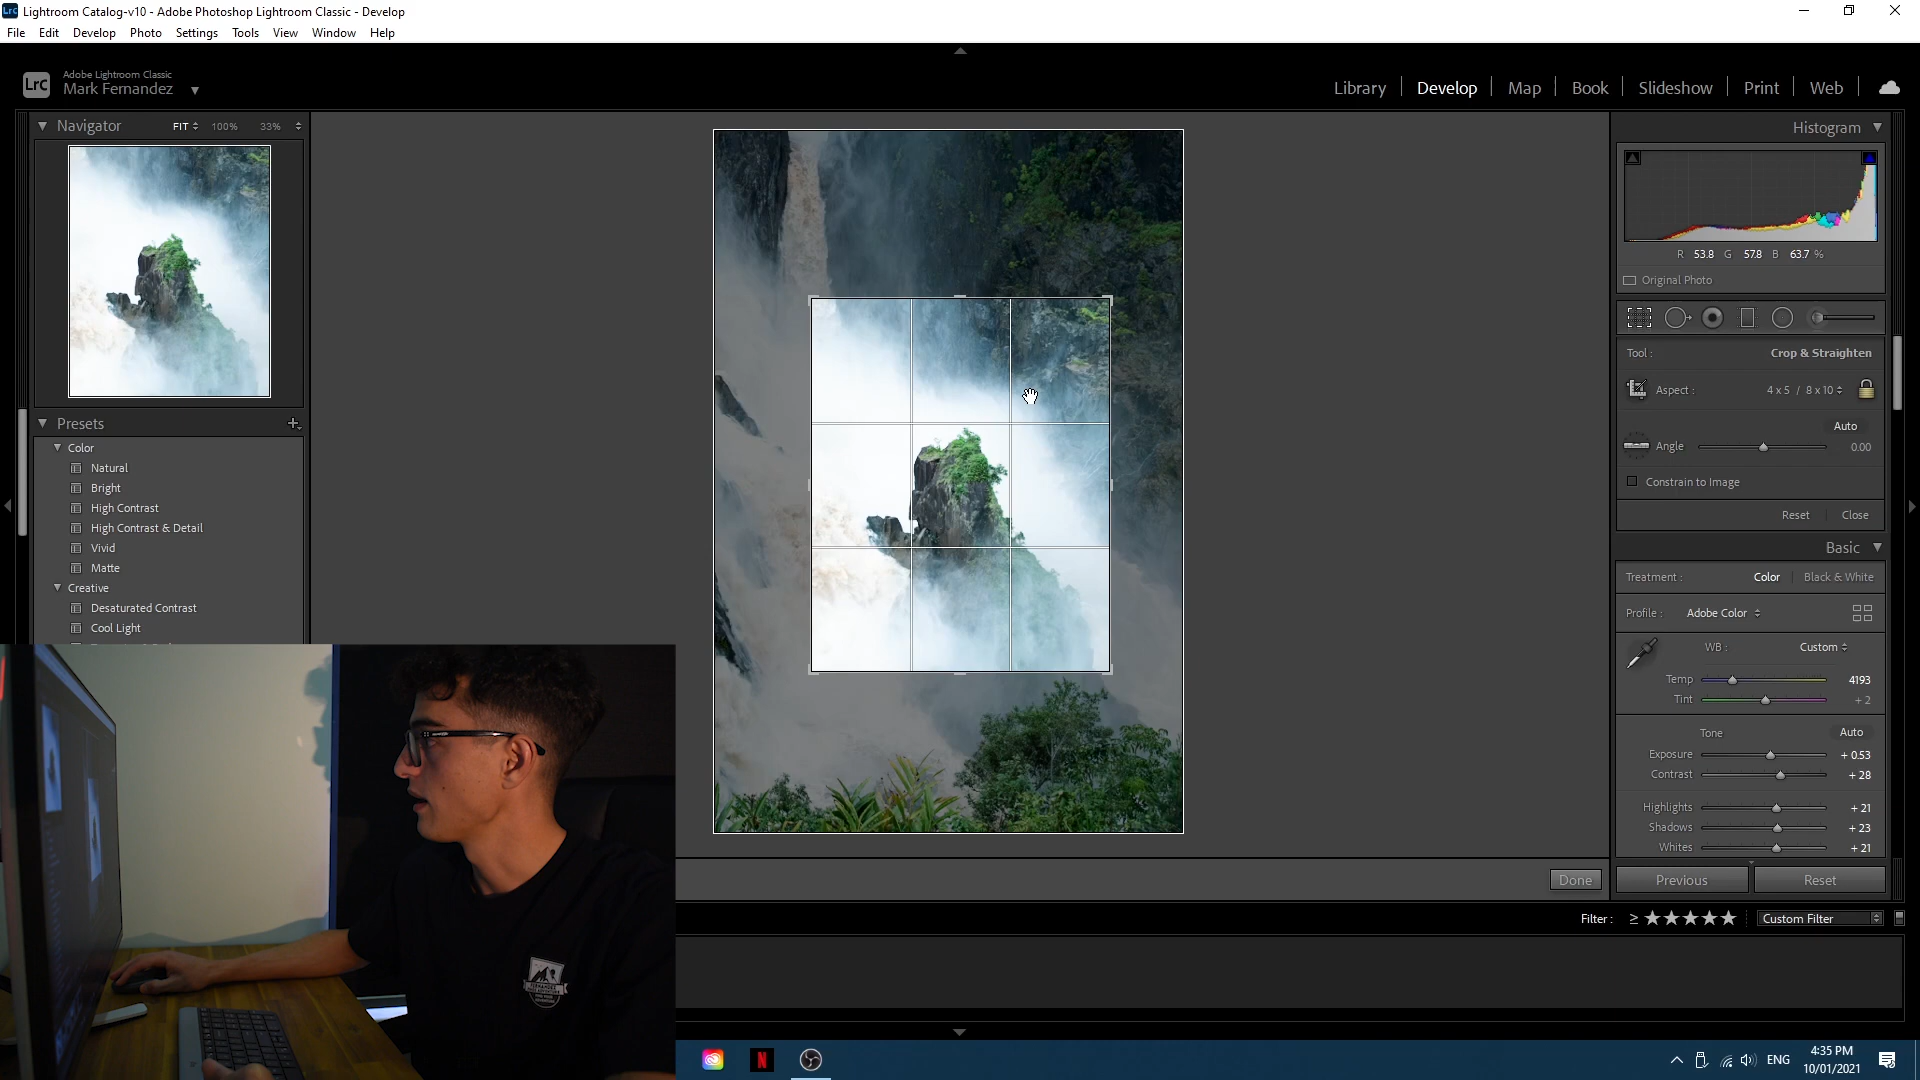 Lightroom Catalog-v10 - Adobe Photoshop Lightroom Classic - Develop
File Edit Develop Photo Settings Tools View Window Help
Lrc
Adobe Lightroom Classic
Mark Fernandez
Library Develop Map Book Slideshow Print Web
Navigator FIT 100% 33%
Presets
Color
Natural
Bright
High Contrast
High Contrast & Detail
Vivid
Matte
Creative
Desaturated Contrast
Cool Light
Histogram
R 53.8 G 57.8 B 63.7 %
Original Photo
Tool : Crop & Straighten
Aspect : 4 x 5 / 8 x 10
Auto
Angle 0.00
Constrain to Image
Reset Close
Basic
Treatment : Color Black & White
Profile : Adobe Color
WB : Custom
Temp 4193
Tint + 2
Tone Auto
Exposure + 0.53
Contrast + 28
Highlights + 21
Shadows + 23
Whites + 21
Done Previous Reset
Filter : ≥ ★★★★★ Custom Filter
N
ENG
4:35 PM
10/01/2021